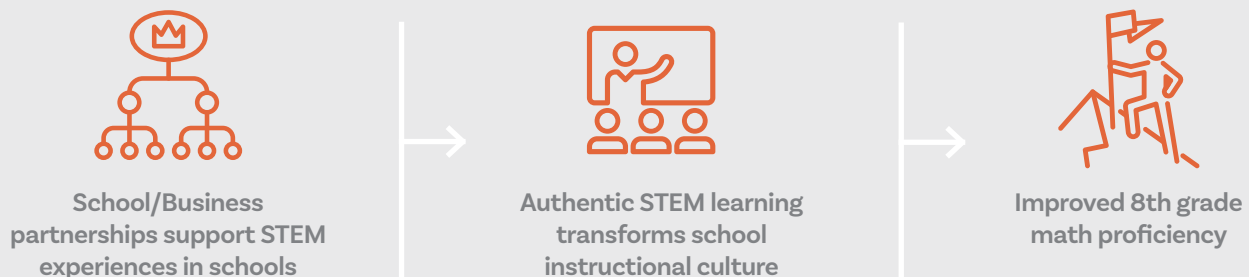 School/Business
partnerships support STEM
experiences in schools
Authentic STEM learning
transforms school
instructional culture
Improved 8th grade
math proficiency